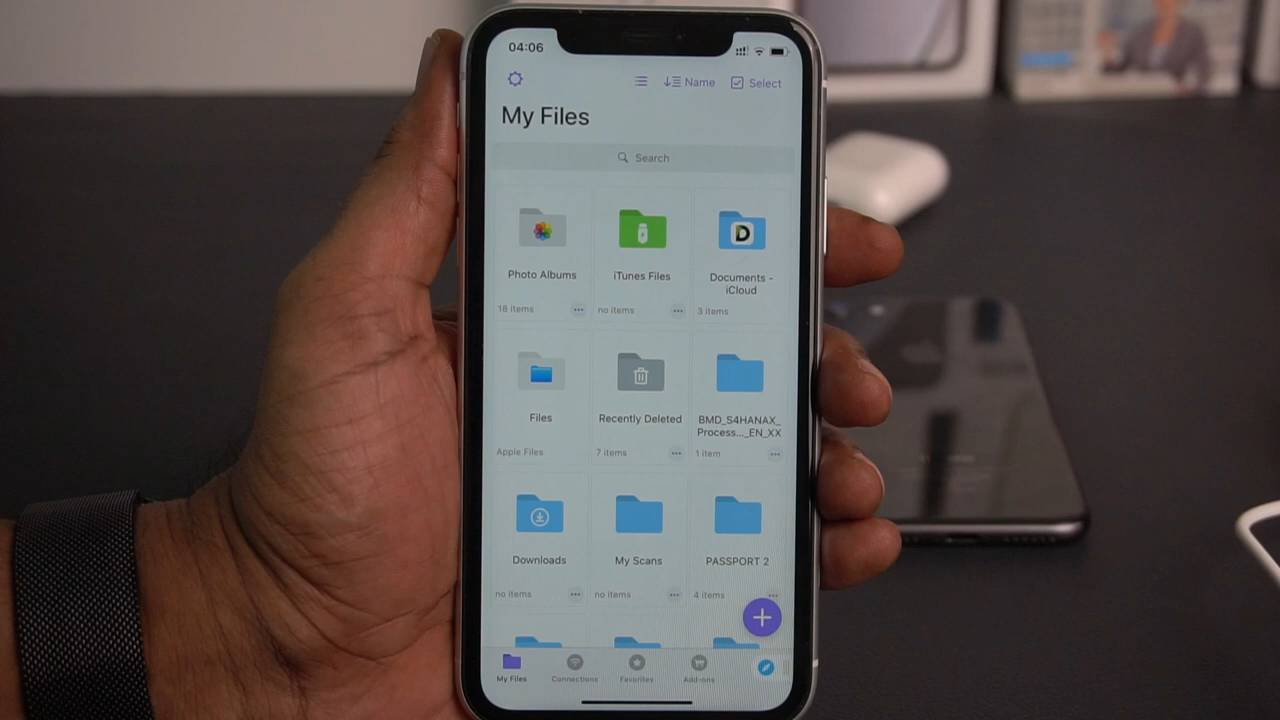 04:06
Name
Select
My Files
Search
Photo Albums
iTunes Files
Documents -
iCloud
18 items
no items
3 items
Files
Recently Deleted
BMD_S4HANAX_
Process..._EN_XX
Apple Files
7 items
1 item
Downloads
My Scans
PASSPORT 2
no items
no items
4 items
My Files
Connections
Favorites
Add-ons